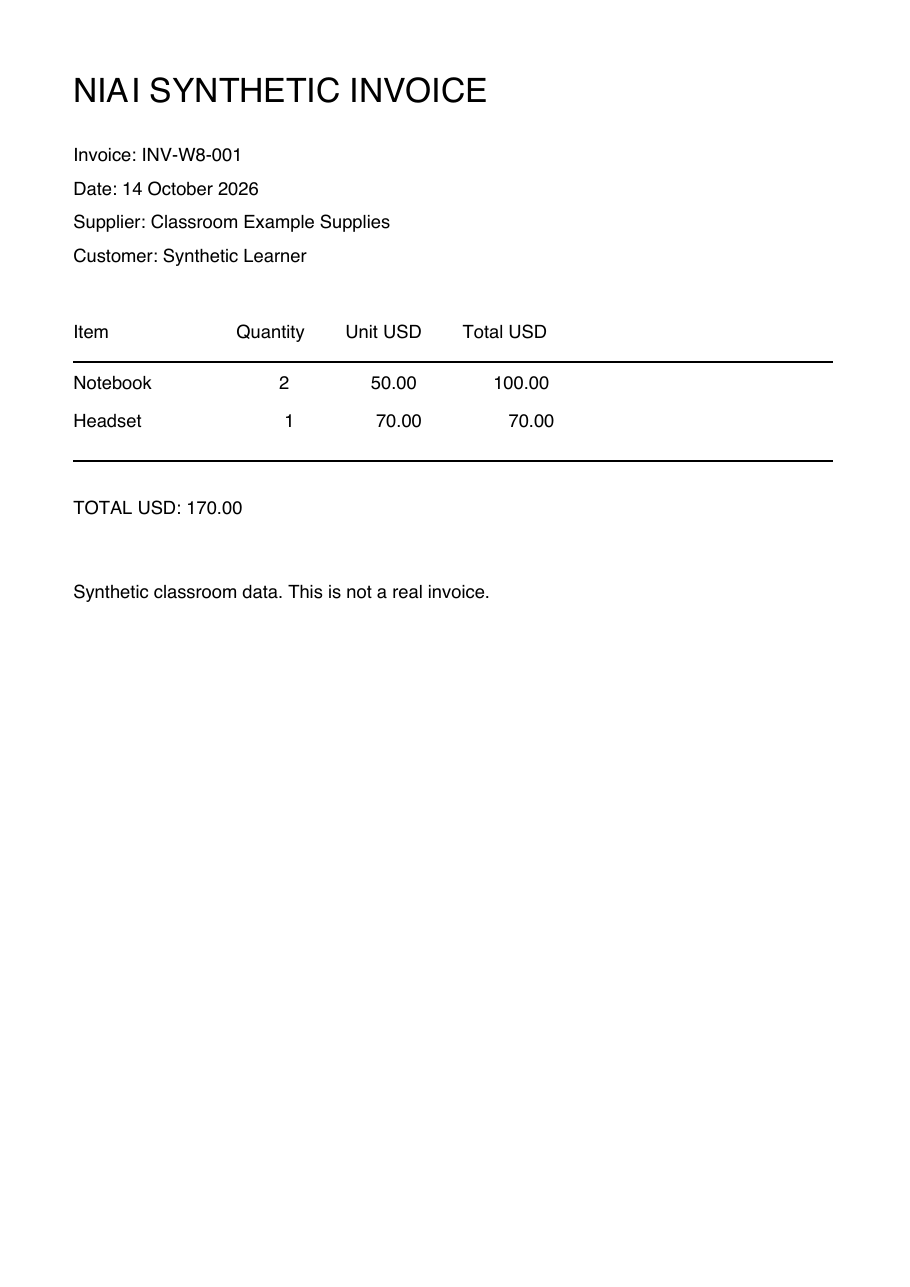 NIAI SYNTHETIC INVOICE
Invoice: INV-W8-001
Date: 14 October 2026
Supplier: Classroom Example Supplies
Customer: Synthetic Learner
Item Quantity Unit USD Total USD
Notebook 2 50.00 100.00
Headset 1 70.00 70.00
TOTAL USD: 170.00
Synthetic classroom data. This is not a real invoice.